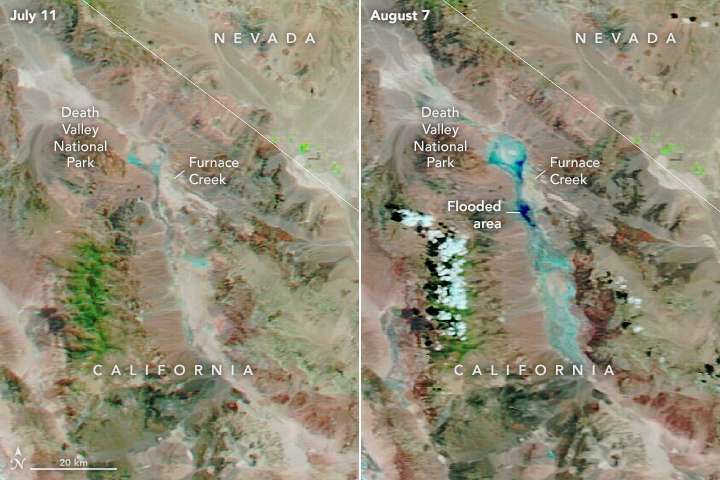 July 11
NEVADA
Death
Valley
National
Park
Furnace
Creek
CALIFORNIA
N
20 km
August 7
NEVADA
Death
Valley
National
Park
Furnace
Creek
Flooded
area
CALIFORNIA